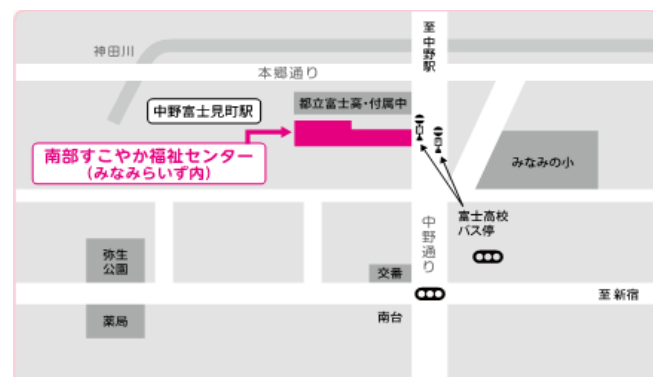 至中野駅
神田川
本郷通り
都立富士高・付属中
中野富士見町駅
南部すこやか福祉センター
(みなみらいず内)
みなみの小
富士高校
バス停
中野通り
弥生
公園
交番
至 新宿
薬局
南台